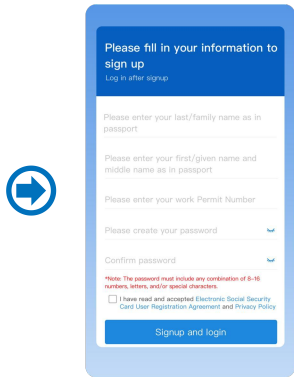 Please fill in your information to
sign up
Log in after signup
Please enter your last/family name as in
passport
Please enter your first/given name and
middle name as in passport
Please enter your work Permit Number
Please create your password
Confirm password
*Note: The password must include any combination of 8-16
numbers, letters, and/or special characters.
I have read and accepted Electronic Social Security
Card User Registration Agreement and Privacy Policy
Signup and login